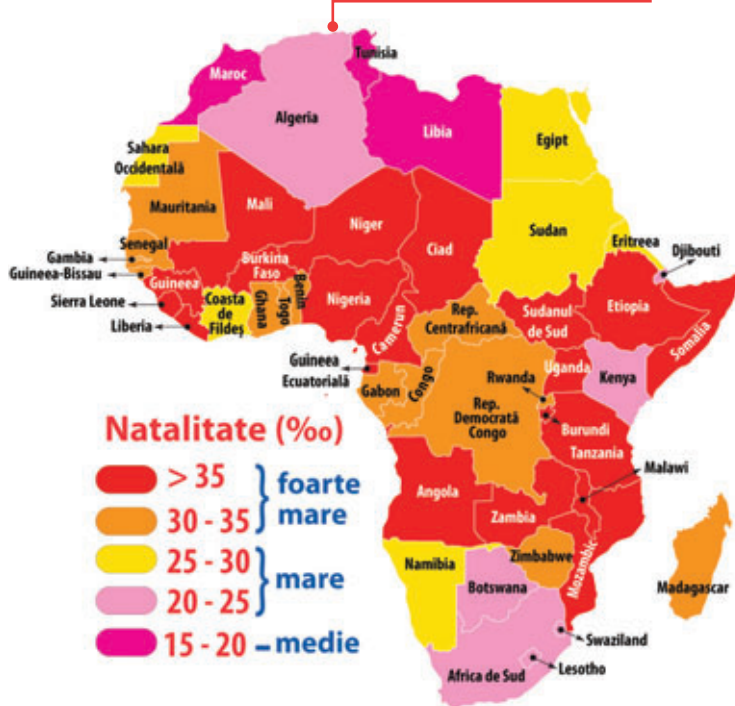 Tunisia
Maroc
Algeria
Libia
Egipt
Sahara
Occidentală
Mauritania
Mali
Niger
Ciad
Sudan
Eritreea
Djibouti
Senegal
Gambia
Guineea-Bissau
Guineea
Sierra Leone
Liberia
Burkina
Faso
Coasta
de
Fildeș
Ghana
Togo
Benin
Nigeria
Camerun
Rep.
Centrafricană
Sudanul
de Sud
Etiopia
Somalia
Guineea
Ecuatorială
Gabon
Congo
Rep.
Democrată
Congo
Uganda
Kenya
Rwanda
Burundi
Tanzania
Malawi
Angola
Zambia
Mozambic
Zimbabwe
Namibia
Botswana
Madagascar
Swaziland
Lesotho
Africa de Sud
Natalitate (‰)
> 35
30 - 35
foarte
mare
25 - 30
20 - 25
mare
15 - 20 – medie